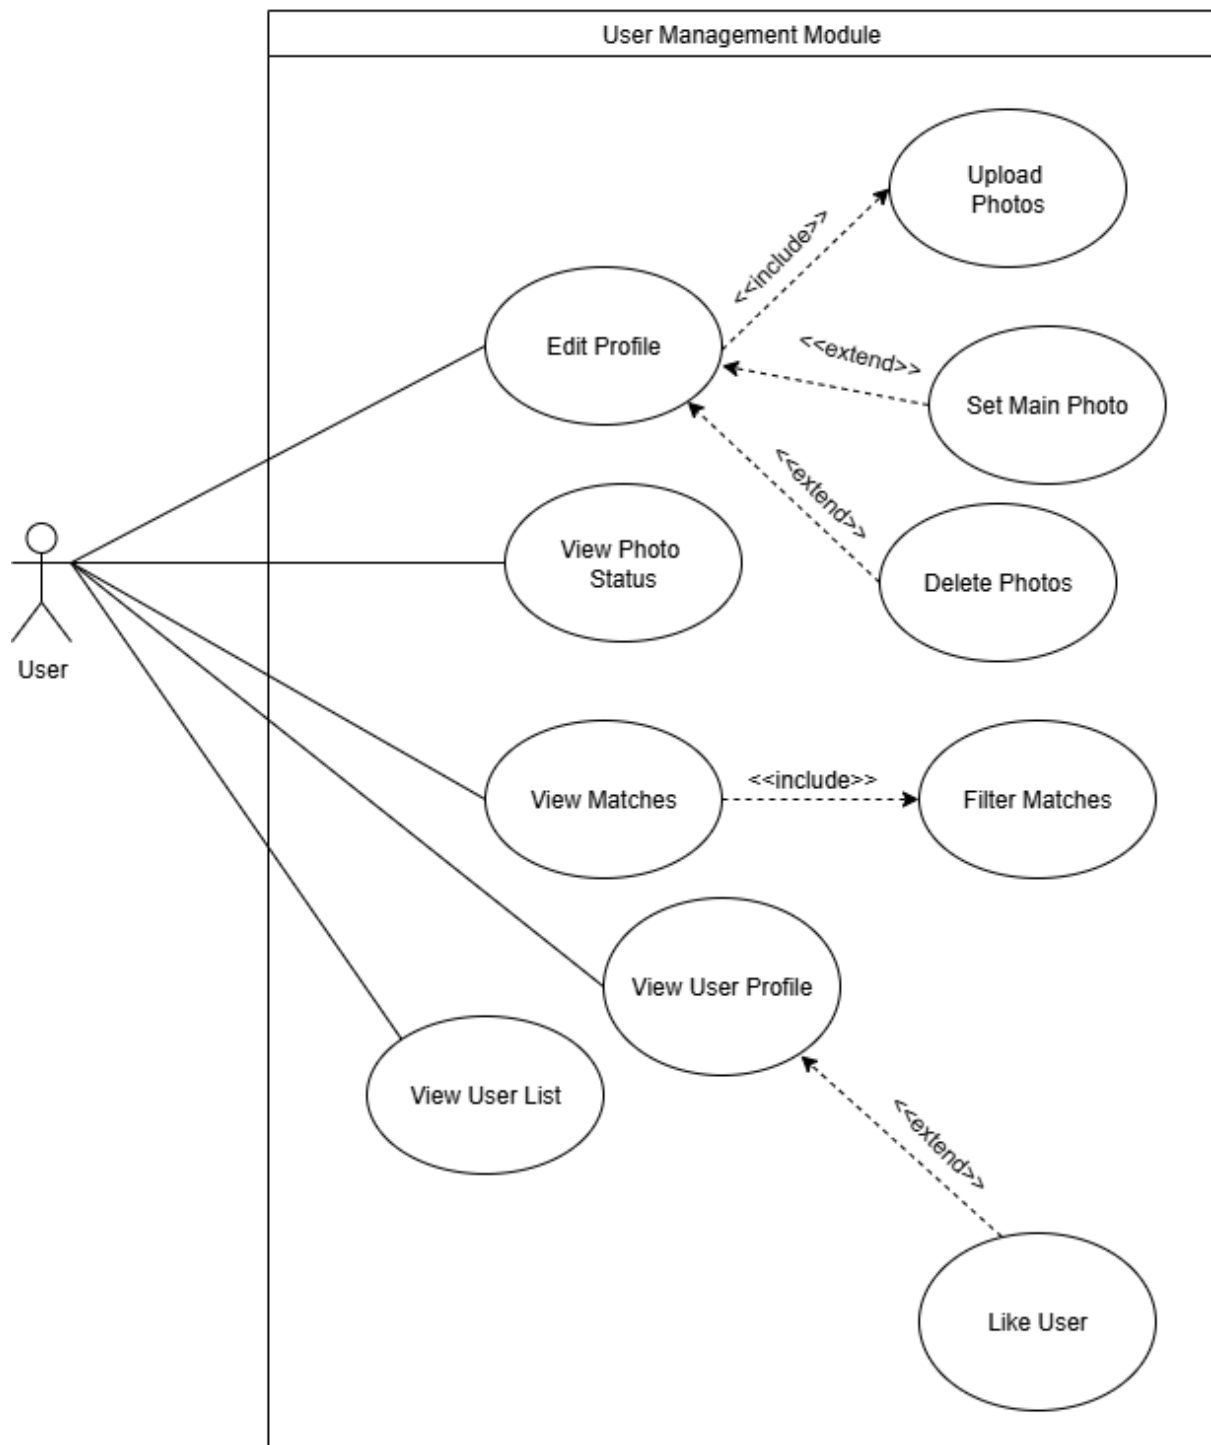 User Management Module
Upload
Photos
<<include>>
Edit Profile
<<extend>>
Set Main Photo
<<extend>>
View Photo
Status
Delete Photos
User
View Matches
<<include>>
Filter Matches
View User Profile
View User List
<<extend>>
Like User